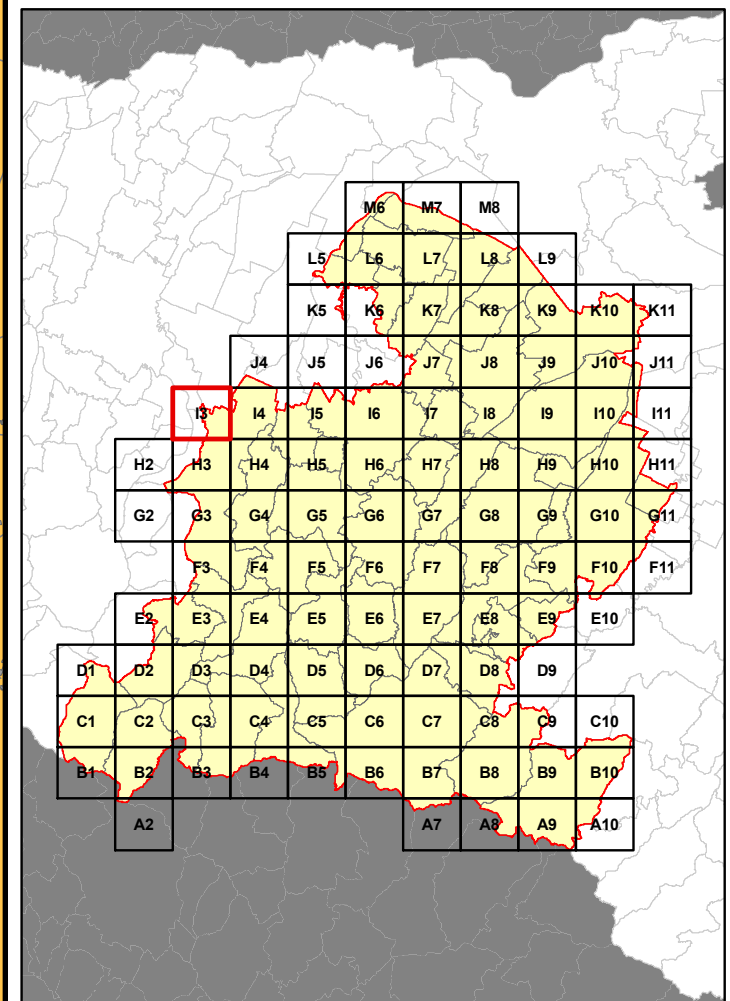 M6 M7 M8
L5 L6 L7 L8 L9
K5 K6 K7 K8 K9 K10 K11
J4 J5 J6 J7 J8 J9 J10 J11
I3 I4 I5 I6 I7 I8 I9 I10 I11
H2 H3 H4 H5 H6 H7 H8 H9 H10 H11
G2 G3 G4 G5 G6 G7 G8 G9 G10 G11
F3 F4 F5 F6 F7 F8 F9 F10 F11
E2 E3 E4 E5 E6 E7 E8 E9 E10
D1 D2 D3 D4 D5 D6 D7 D8 D9
C1 C2 C3 C4 C5 C6 C7 C8 C9 C10
B1 B2 B3 B4 B5 B6 B7 B8 B9 B10
A2 A7 A8 A9 A10